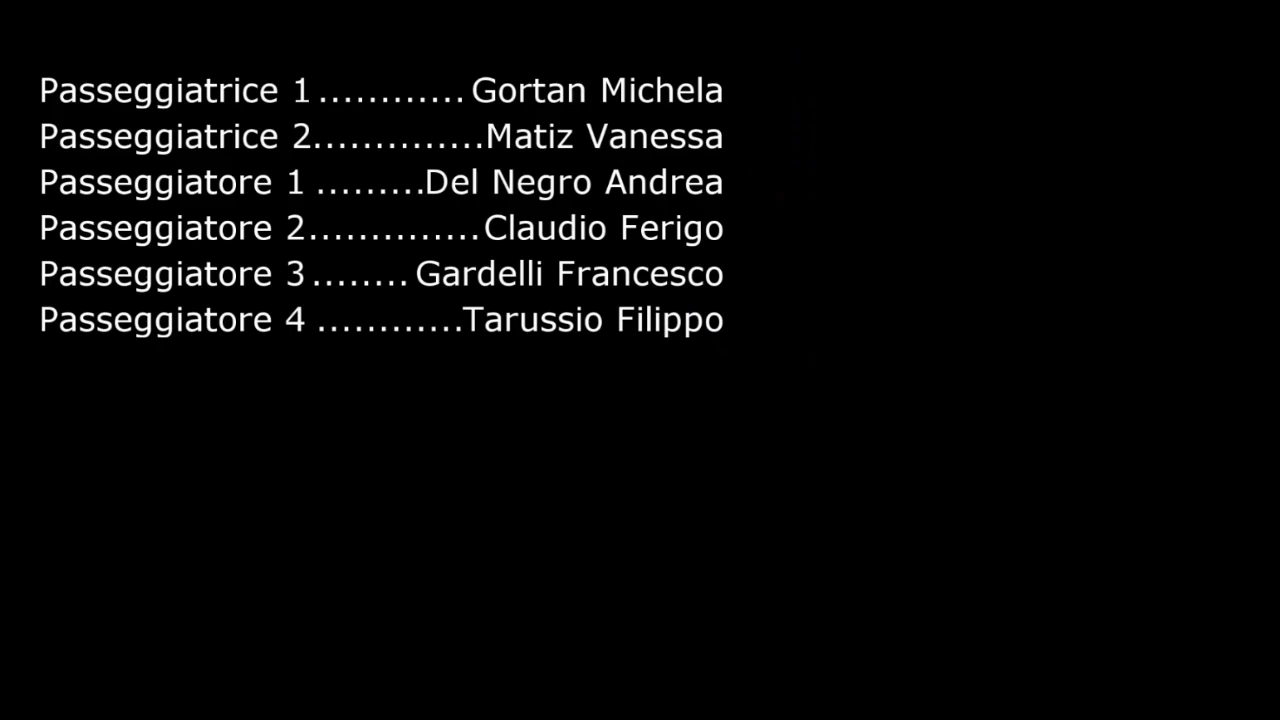 Passeggiatrice 1 ............ Gortan Michela
Passeggiatrice 2..............Matiz Vanessa
Passeggiatore 1 .........Del Negro Andrea
Passeggiatore 2..............Claudio Ferigo
Passeggiatore 3 ........ Gardelli Francesco
Passeggiatore 4 ............Tarussio Filippo